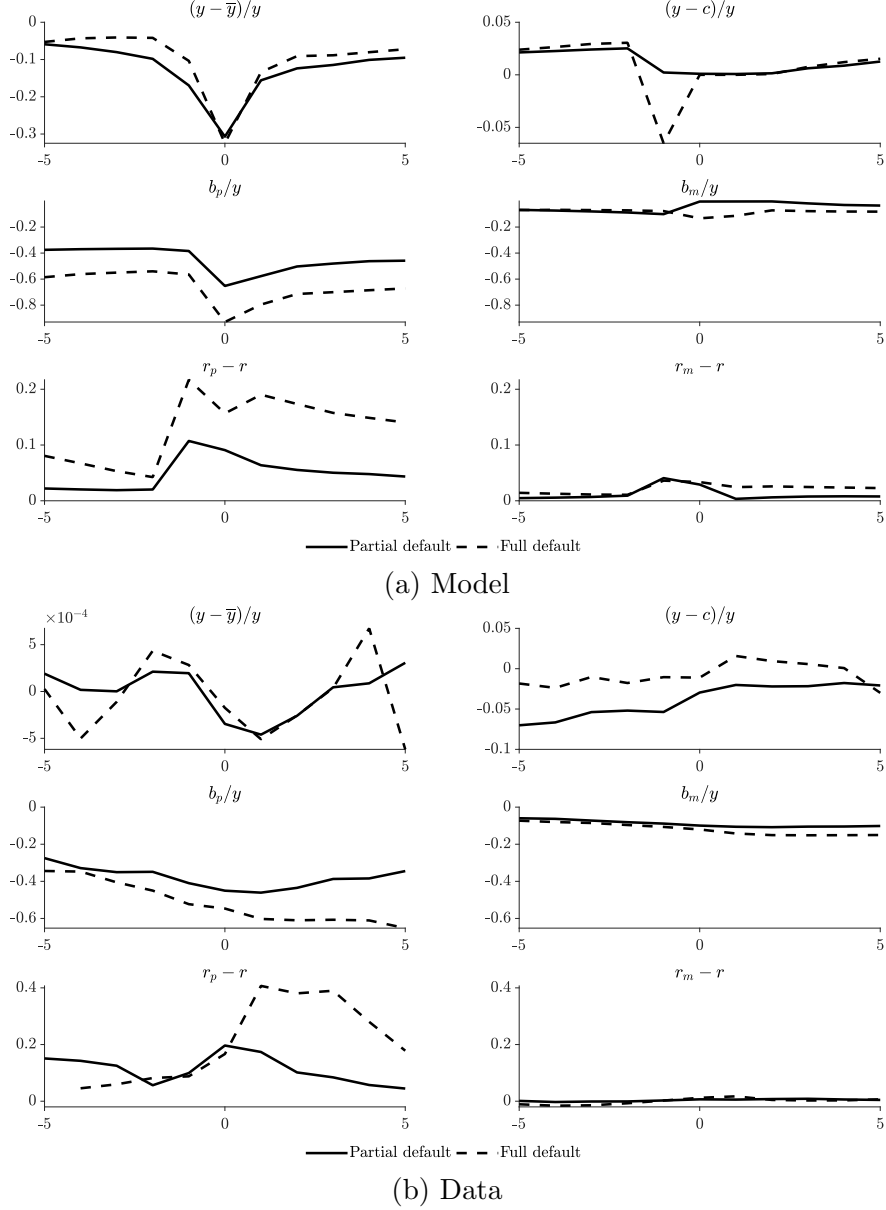 (y − y̅)/y (y − c)/y
0 0.05
-0.1 0
-0.2
-0.3 -0.05
-5 0 5 -5 0 5
b_p/y b_m/y
-0.2 -0.2
-0.4 -0.4
-0.6 -0.6
-0.8 -0.8
-5 0 5 -5 0 5
r_p − r r_m − r
0.2 0.2
0.1 0.1
0 0
-5 0 5 -5 0 5
Partial default Full default
(a) Model
×10⁻⁴ (y − y̅)/y (y − c)/y
5 0.05
0 0
-0.05
-5 -0.1
-5 0 5 -5 0 5
b_p/y b_m/y
0 0
-0.2 -0.2
-0.4 -0.4
-0.6 -0.6
-5 0 5 -5 0 5
r_p − r r_m − r
0.4 0.4
0.2 0.2
0 0
-5 0 5 -5 0 5
Partial default Full default
(b) Data